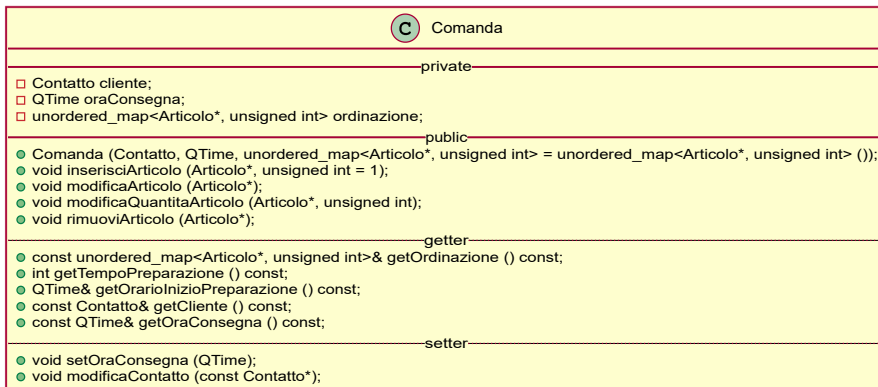 C Comanda
private
Contatto cliente;
QTime oraConsegna;
unordered_map<Articolo*, unsigned int> ordinazione;
public
Comanda (Contatto, QTime, unordered_map<Articolo*, unsigned int> = unordered_map<Articolo*, unsigned int> ());
void inserisciArticolo (Articolo*, unsigned int = 1);
void modificaArticolo (Articolo*);
void modificaQuantitaArticolo (Articolo*, unsigned int);
void rimuoviArticolo (Articolo*);
getter
const unordered_map<Articolo*, unsigned int>& getOrdinazione () const;
int getTempoPreparazione () const;
QTime& getOrarioInizioPreparazione () const;
const Contatto& getCliente () const;
const QTime& getOraConsegna () const;
setter
void setOraConsegna (QTime);
void modificaContatto (const Contatto*);